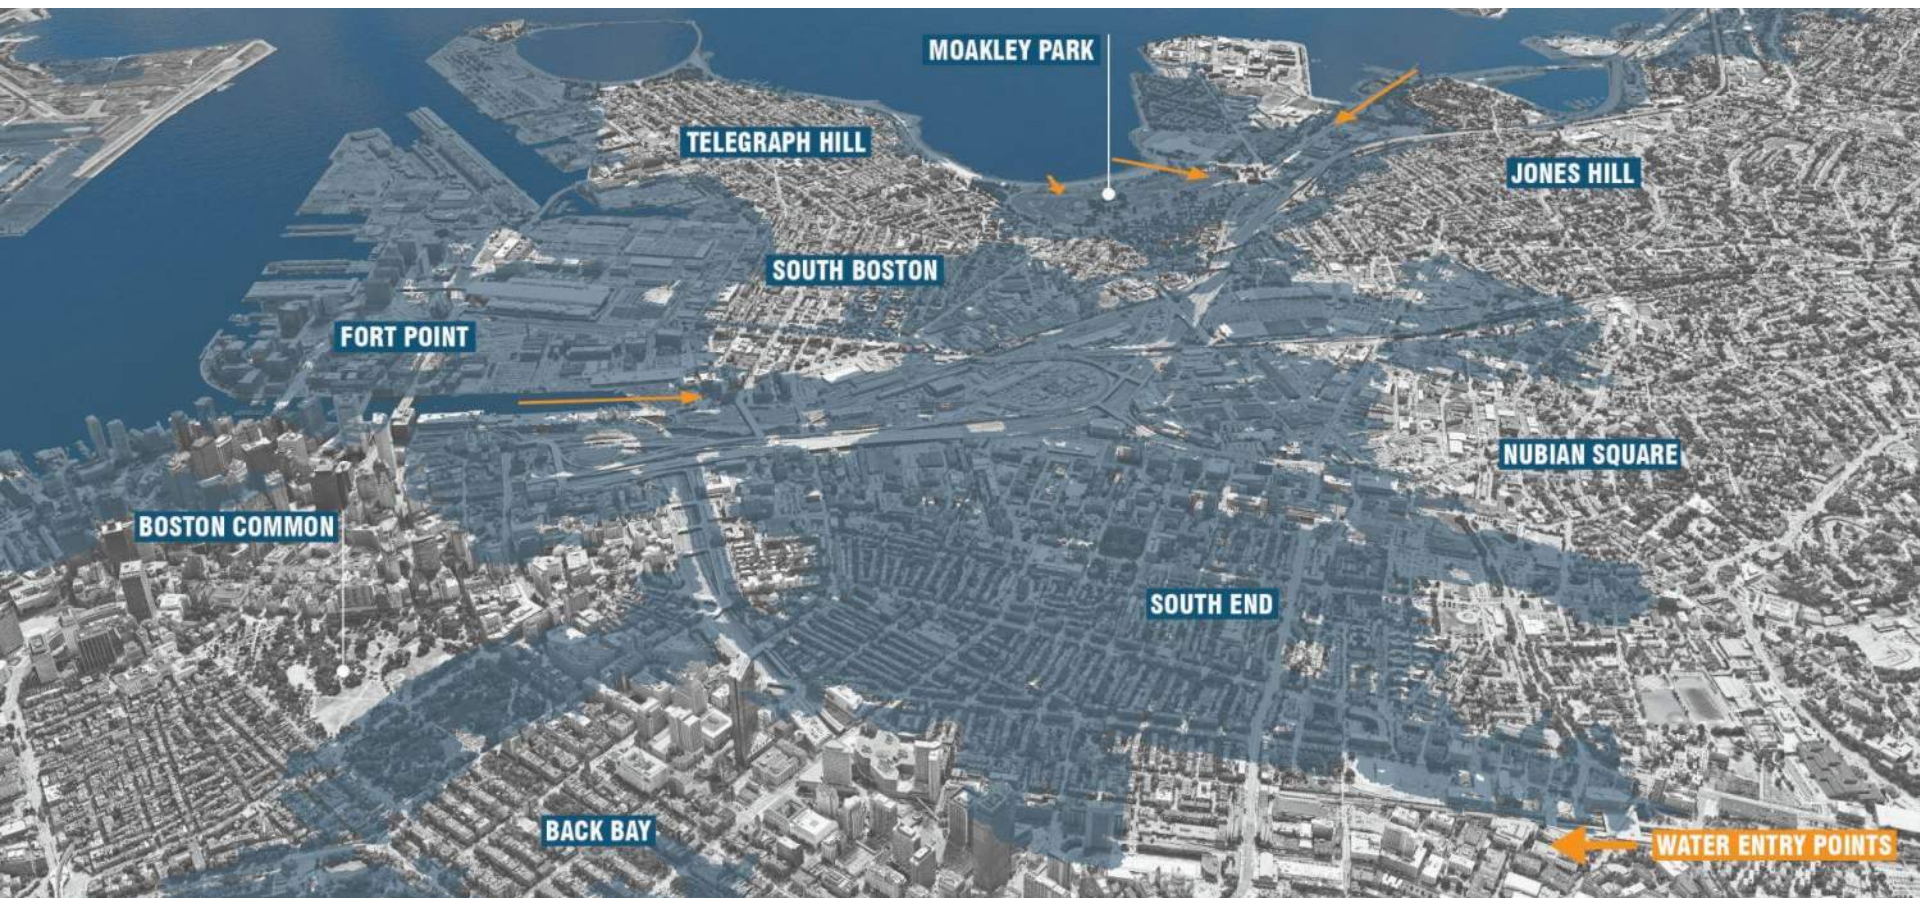 MOAKLEY PARK
TELEGRAPH HILL
JONES HILL
SOUTH BOSTON
FORT POINT
NUBIAN SQUARE
BOSTON COMMON
SOUTH END
BACK BAY
WATER ENTRY POINTS